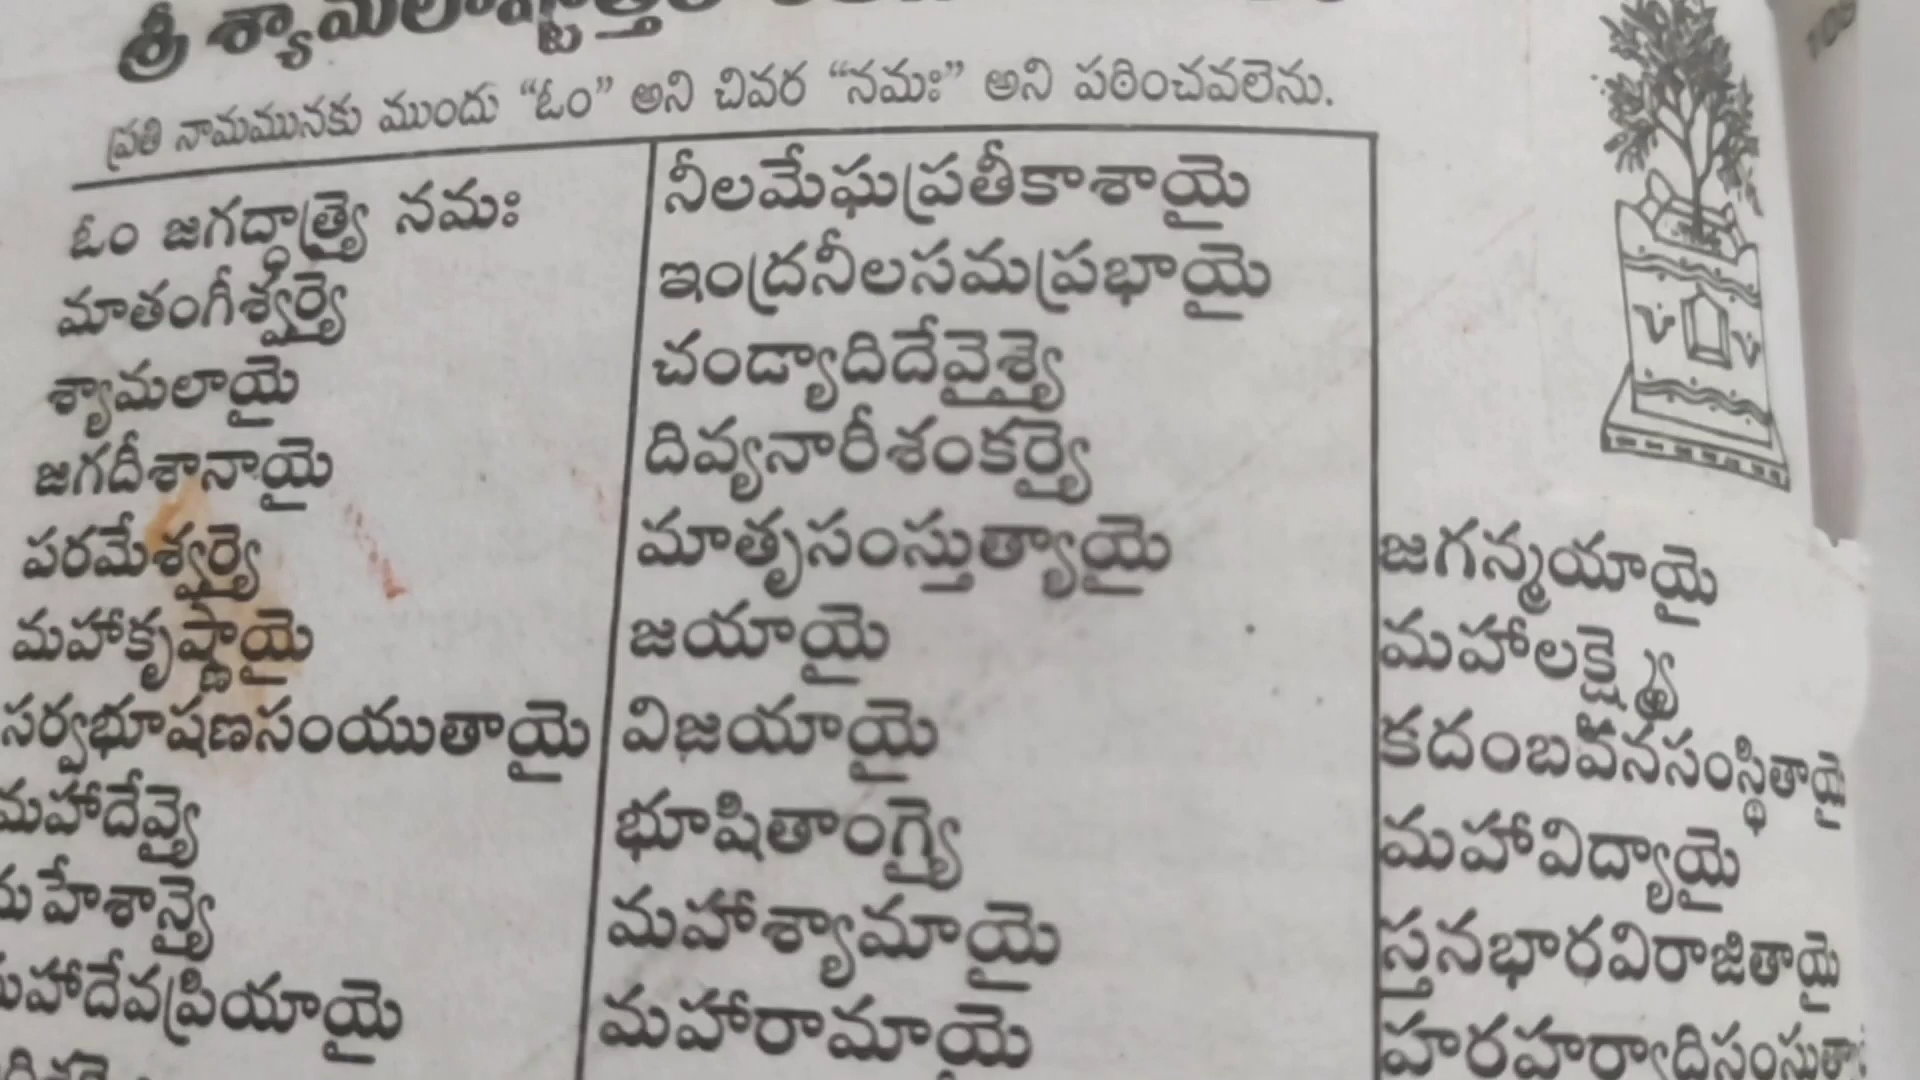 శ్రీ శ్యామలాష్టోత్తర
ప్రతి నామమునకు ముందు “ఓం” అని చివర “నమః” అని పఠించవలెను.
ఓం జగద్ధాత్ర్యై నమః
మాతంగీశ్వర్యై
శ్యామలాయై
జగదీశానాయై
పరమేశ్వర్యై
మహాకృష్ణాయై
సర్వభూషణసంయుతాయై
మహాదేవ్యై
మహేశాన్యై
మహాదేవప్రియాయై
నీలమేఘప్రతీకాశాయై
ఇంద్రనీలసమప్రభాయై
చండ్యాదిదేవైశ్యై
దివ్యనారీశంకర్యై
మాతృసంస్తుత్యాయై
జయాయై
విజయాయై
భూషితాంగ్యై
మహాశ్యామాయై
మహారామాయై
జగన్మయాయై
మహాలక్ష్మ్యై
కదంబవనసంస్థితాయై
మహావిద్యాయై
స్తనభారవిరాజితాయై